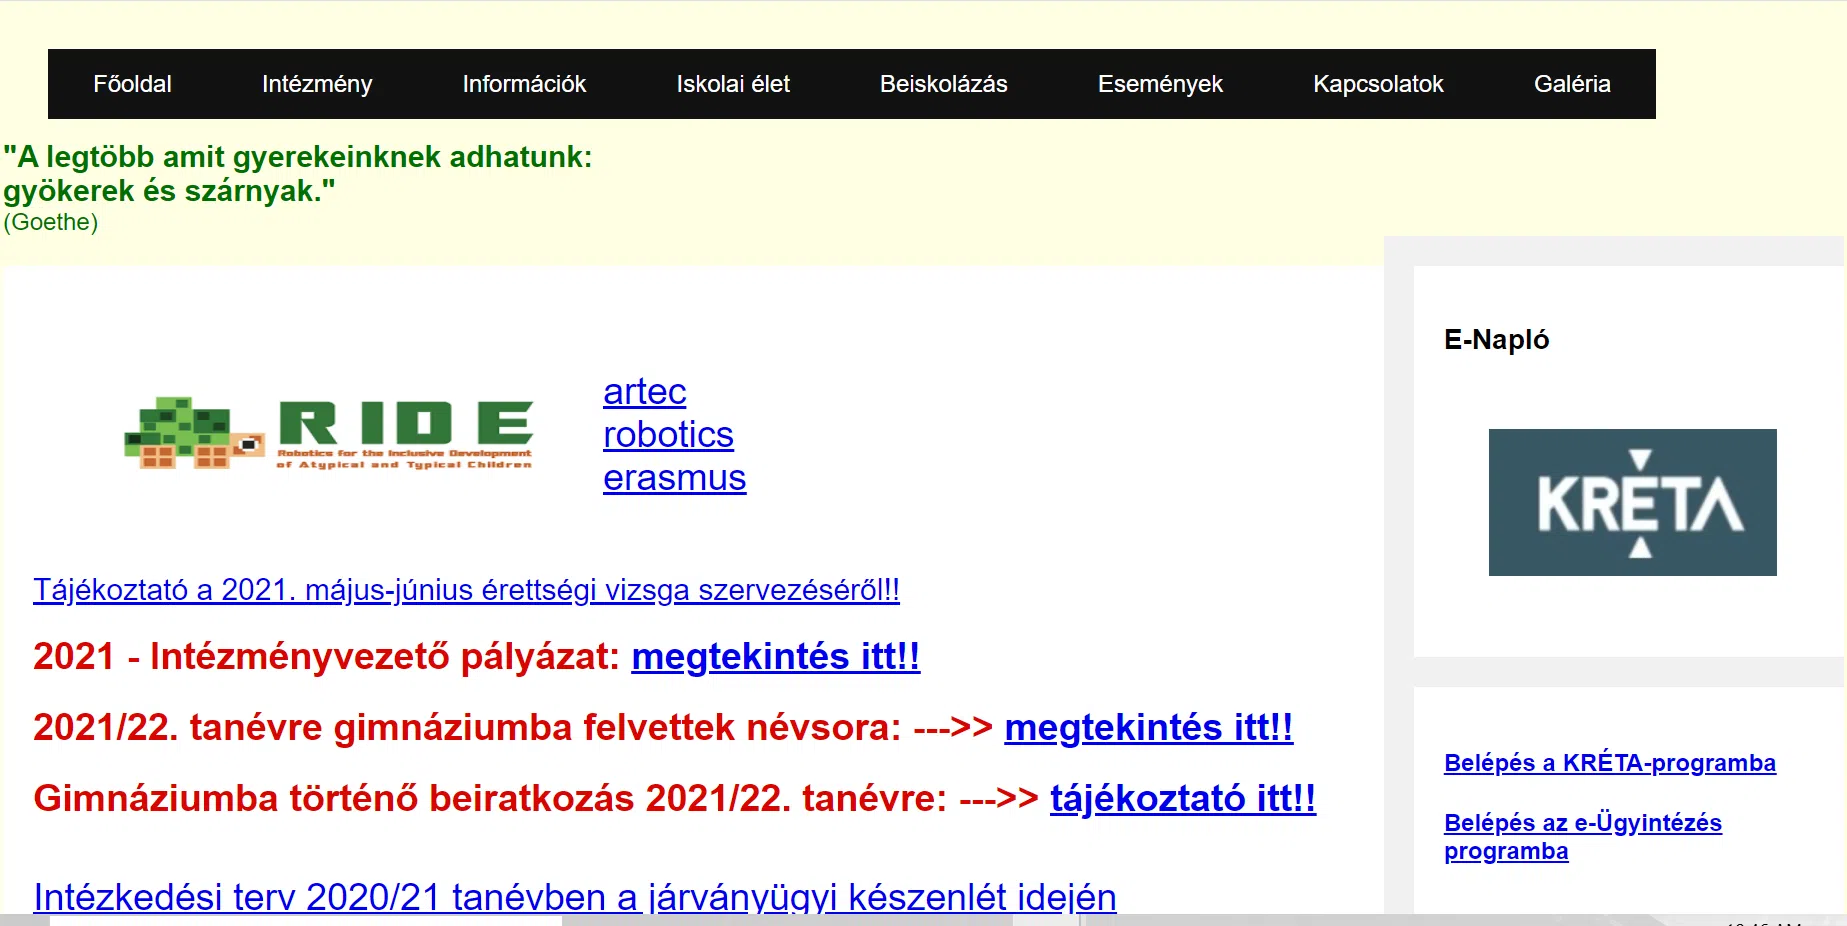 Főoldal Intézmény Információk Iskolai élet Beiskolázás Események Kapcsolatok Galéria
"A legtöbb amit gyerekeinknek adhatunk:
gyökerek és szárnyak."
(Goethe)
RIDE
Robotics for the Inclusive Development
of Atypical and Typical Children
artec
robotics
erasmus
Tájékoztató a 2021. május-június érettségi vizsga szervezéséről!!
2021 - Intézményvezető pályázat: megtekintés itt!!
2021/22. tanévre gimnáziumba felvettek névsora: --->> megtekintés itt!!
Gimnáziumba történő beiratkozás 2021/22. tanévre: --->> tájékoztató itt!!
Intézkedési terv 2020/21 tanévben a járványügyi készenlét idején
E-Napló
KRÉTA
Belépés a KRÉTA-programba
Belépés az e-Ügyintézés
programba